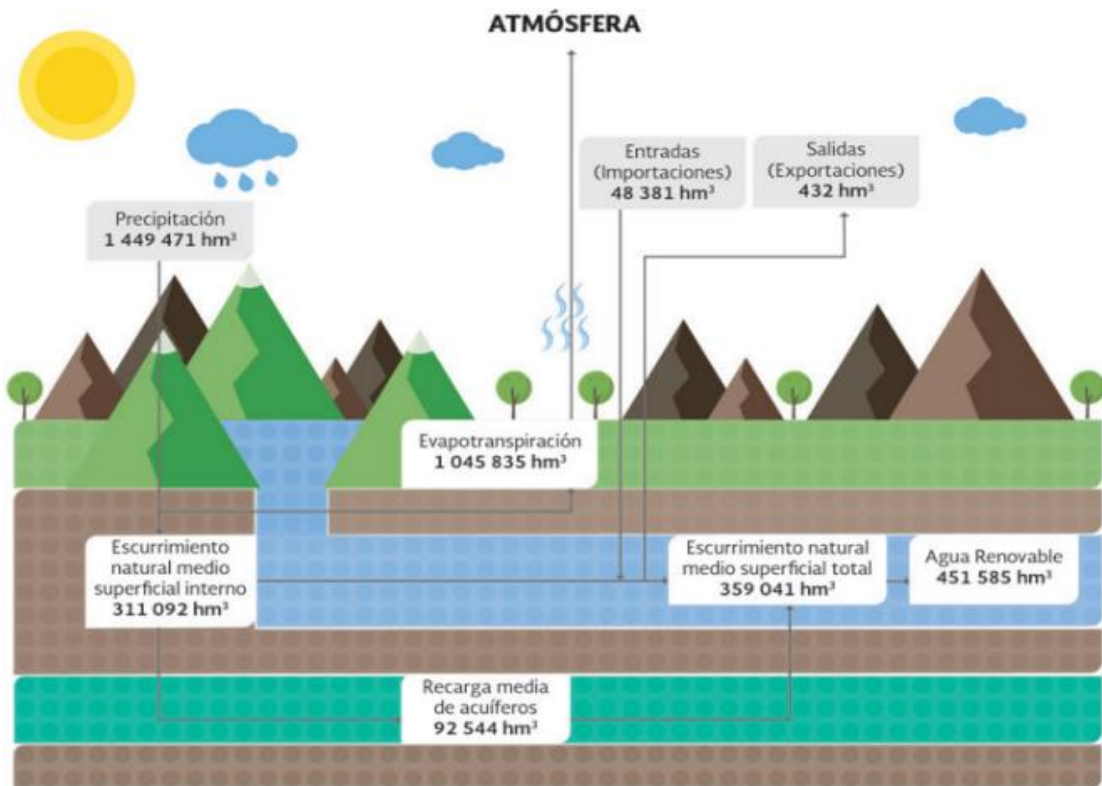 ATMÓSFERA
Entradas
(Importaciones)
48 381 hm³
Salidas
(Exportaciones)
432 hm³
Precipitación
1 449 471 hm³
Evapotranspiración
1 045 835 hm³
Escurrimiento
natural medio
superficial interno
311 092 hm³
Escurrimiento natural
medio superficial total
359 041 hm³
Agua Renovable
451 585 hm³
Recarga media
de acuíferos
92 544 hm³